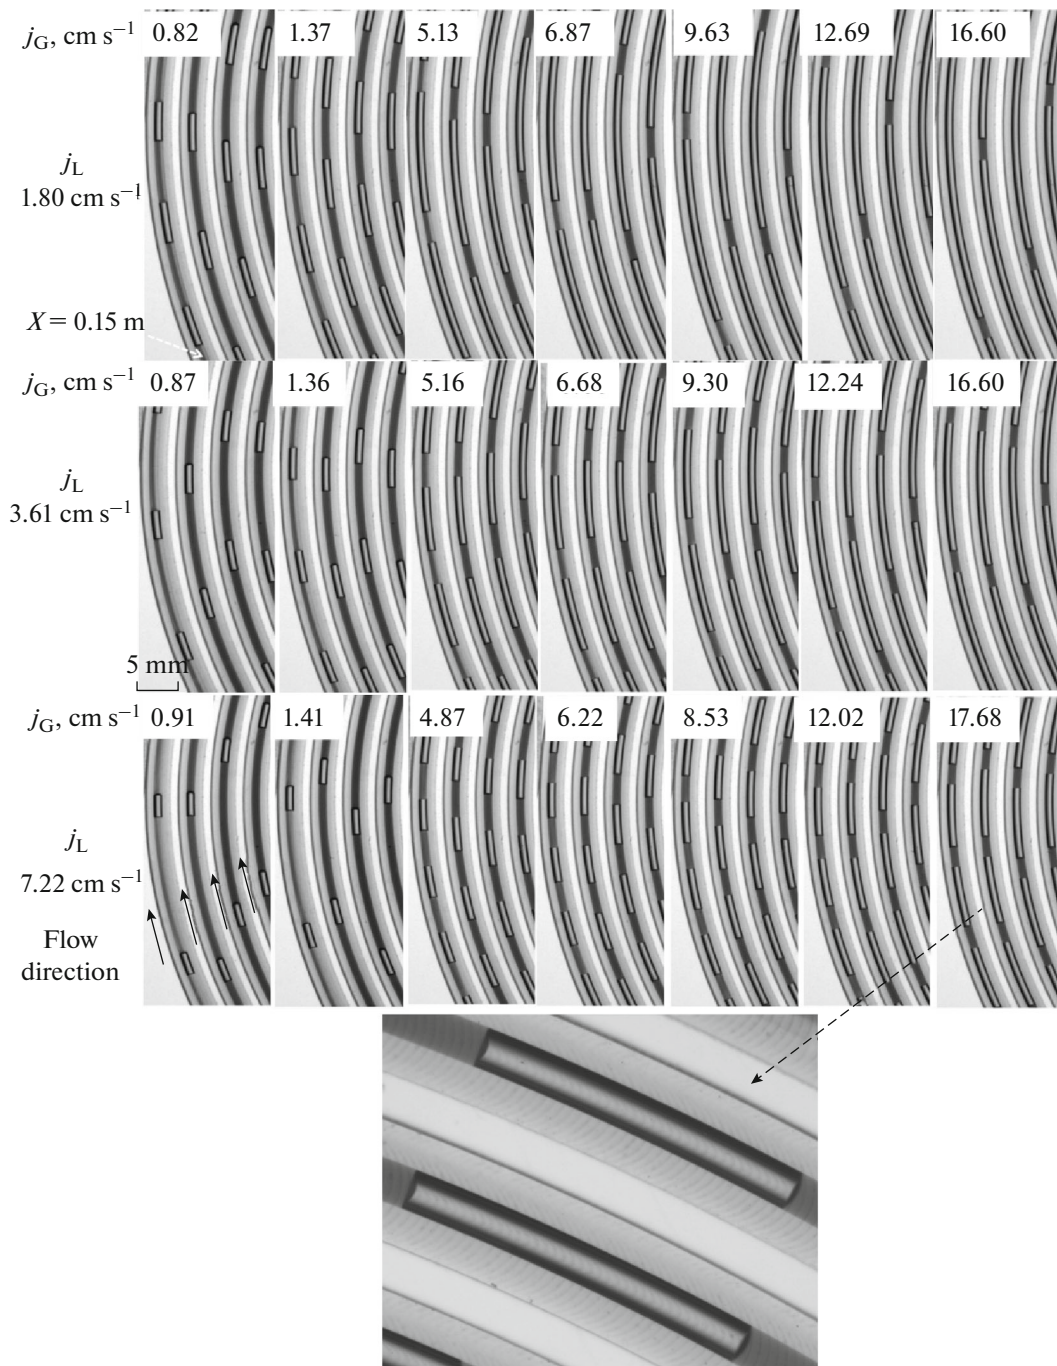 j_G, cm s⁻¹ 0.82 1.37 5.13 6.87 9.63 12.69 16.60
j_L
1.80 cm s⁻¹
X = 0.15 m
j_G, cm s⁻¹ 0.87 1.36 5.16 6.68 9.30 12.24 16.60
j_L
3.61 cm s⁻¹
5 mm
j_G, cm s⁻¹ 0.91 1.41 4.87 6.22 8.53 12.02 17.68
j_L
7.22 cm s⁻¹
Flow
direction